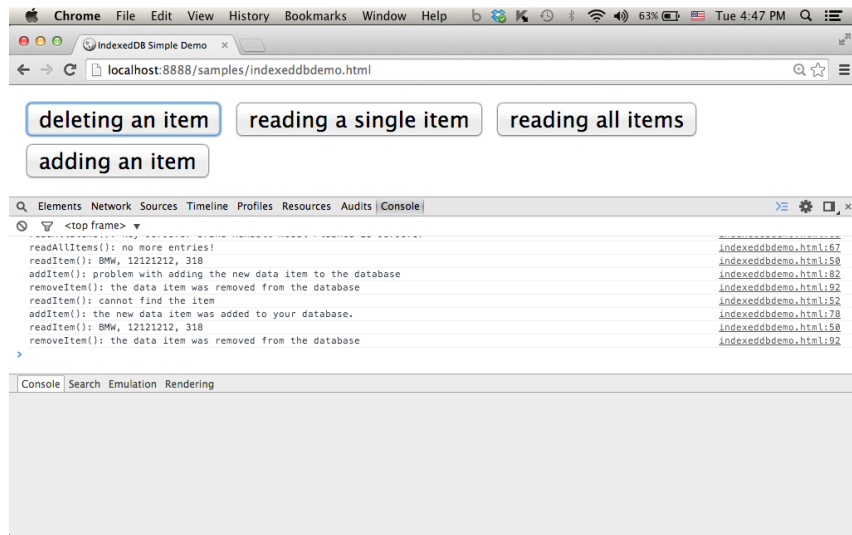 Chrome File Edit View History Bookmarks Window Help 63% Tue 4:47 PM
IndexedDB Simple Demo ×
localhost:8888/samples/indexeddbdemo.html
deleting an item reading a single item reading all items
adding an item
Elements Network Sources Timeline Profiles Resources Audits Console
<top frame>
readAllItems(): no more entries! indexeddbdemo.html:67
readItem(): BMW, 12121212, 318 indexeddbdemo.html:50
addItem(): problem with adding the new data item to the database indexeddbdemo.html:82
removeItem(): the data item was removed from the database indexeddbdemo.html:92
readItem(): cannot find the item indexeddbdemo.html:52
addItem(): the new data item was added to your database. indexeddbdemo.html:78
readItem(): BMW, 12121212, 318 indexeddbdemo.html:50
removeItem(): the data item was removed from the database indexeddbdemo.html:92
>
Console Search Emulation Rendering